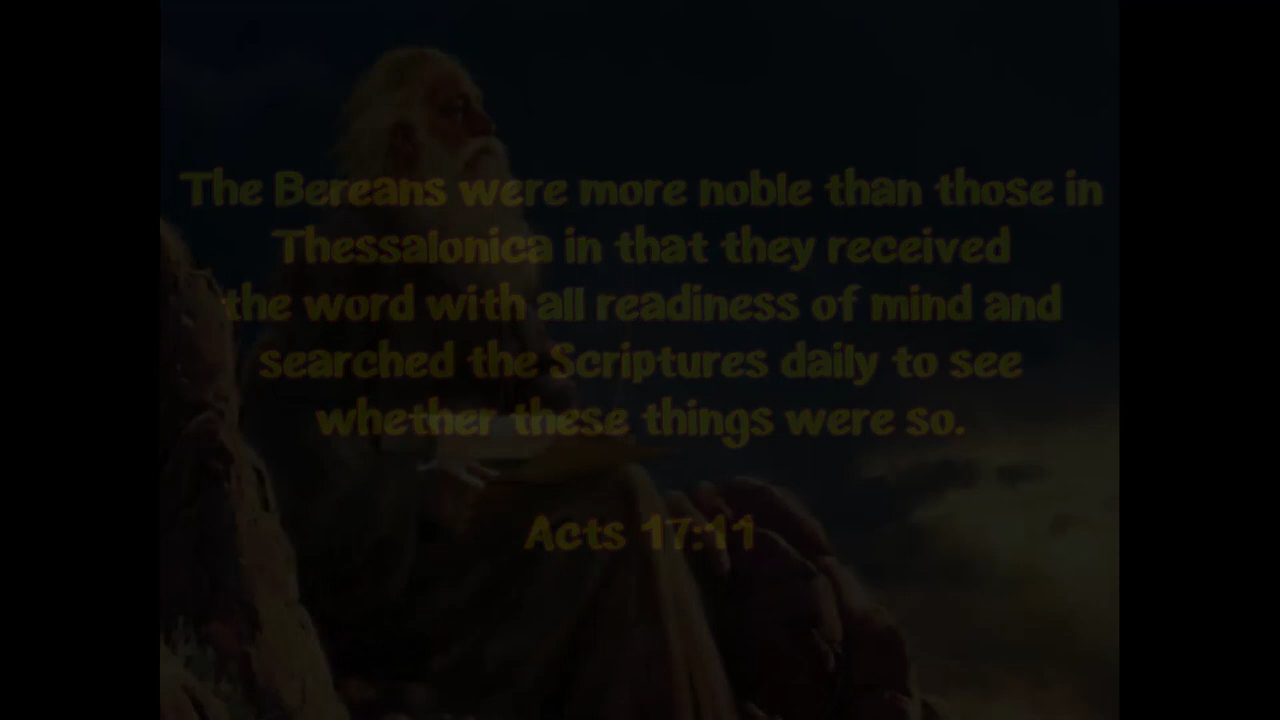 The Bereans were more noble than those in
Thessalonica in that they received
the word with all readiness of mind and
searched the Scriptures daily to see
whether these things were so.
Acts 17:11